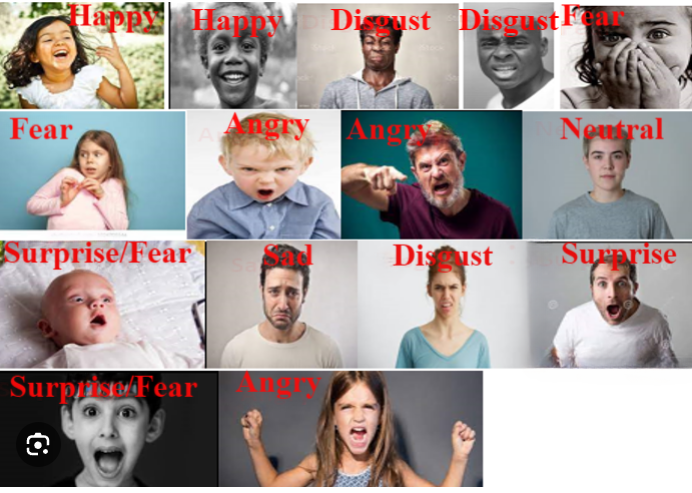 Happy Happy Disgust Disgust Fear
Fear Angry Angry Neutral
Surprise/Fear Sad Disgust Surprise
Surprise/Fear Angry